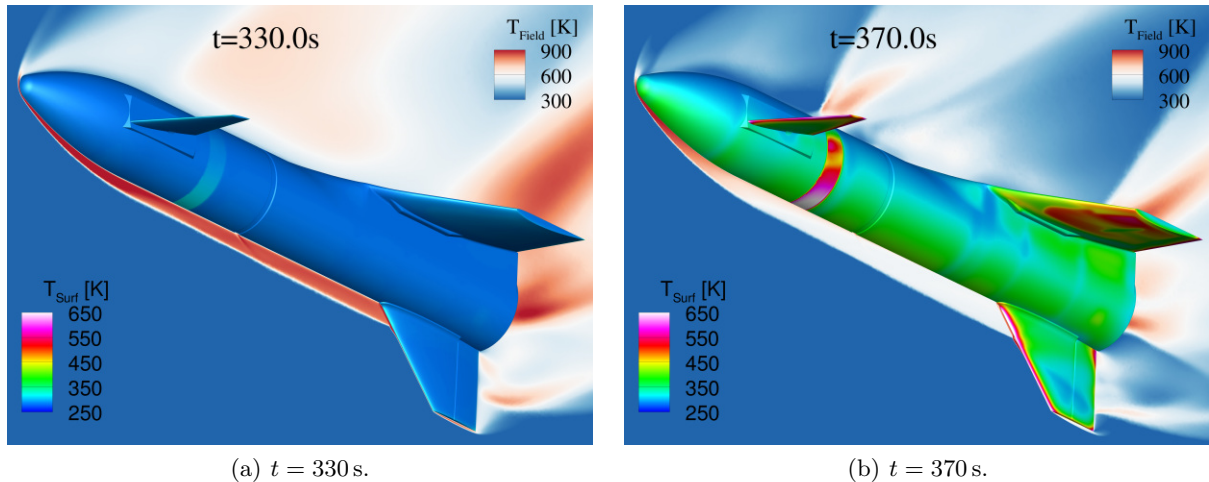 t=330.0s
T_Field [K]
900
600
300
T_Surf [K]
650
550
450
350
250
(a) t = 330 s.
t=370.0s
T_Field [K]
900
600
300
T_Surf [K]
650
550
450
350
250
(b) t = 370 s.